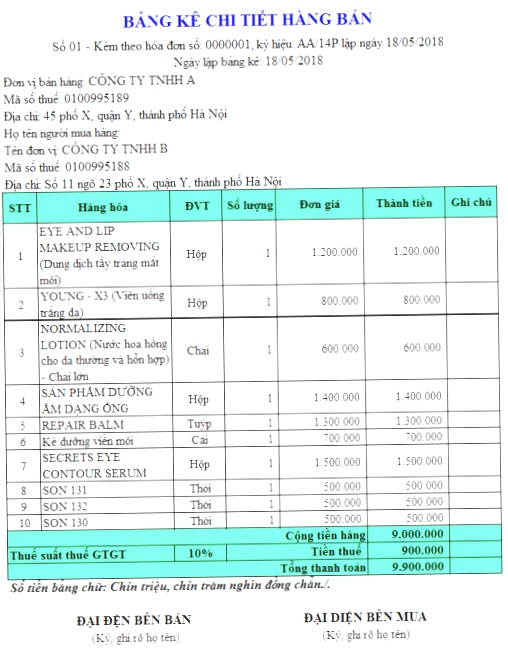 BẢNG KÊ CHI TIẾT HÀNG BÁN
Số 01 - Kèm theo hóa đơn số: 0000001, ký hiệu: AA/14P lập ngày 18/05/2018
Ngày lập bảng kê: 18/05/2018
Đơn vị bán hàng: CÔNG TY TNHH A
Mã số thuế: 0100995189
Địa chỉ: 45 phố X, quận Y, thành phố Hà Nội
Họ tên người mua hàng:
Tên đơn vị: CÔNG TY TNHH B
Mã số thuế: 0100995188
Địa chỉ: Số 11 ngõ 23 phố X, quận Y, thành phố Hà Nội
STT Hàng hóa ĐVT Số lượng Đơn giá Thành tiền Ghi chú
EYE AND LIP
MAKEUP REMOVING
1 (Dung dịch tẩy trang mắt Hộp 1 1.200.000 1.200.000
môi)
2 YOUNG - X3 (Viên uống Hộp 1 800.000 800.000
trắng da)
NORMALIZING
LOTION (Nước hoa hồng
3 cho da thường và hỗn hợp) Chai 1 600.000 600.000
- Chai lớn
4 SẢN PHẨM DƯỠNG Hộp 1 1.400.000 1.400.000
ẨM DẠNG ỐNG
5 REPAIR BALM Tuýp 1 1.300.000 1.300.000
6 Kẻ dưỡng viền môi Cái 1 700.000 700.000
7 SECRETS EYE Hộp 1 1.500.000 1.500.000
CONTOUR SERUM
8 SON 131 Thỏi 1 500.000 500.000
9 SON 132 Thỏi 1 500.000 500.000
10 SON 130 Thỏi 1 500.000 500.000
Cộng tiền hàng 9.000.000
Thuế suất thuế GTGT 10% Tiền thuế 900.000
Tổng thanh toán 9.900.000
Số tiền bằng chữ: Chín triệu, chín trăm nghìn đồng chẵn./.
ĐẠI ĐỆN BÊN BÁN ĐẠI DIỆN BÊN MUA
(Ký, ghi rõ họ tên) (Ký, ghi rõ họ tên)